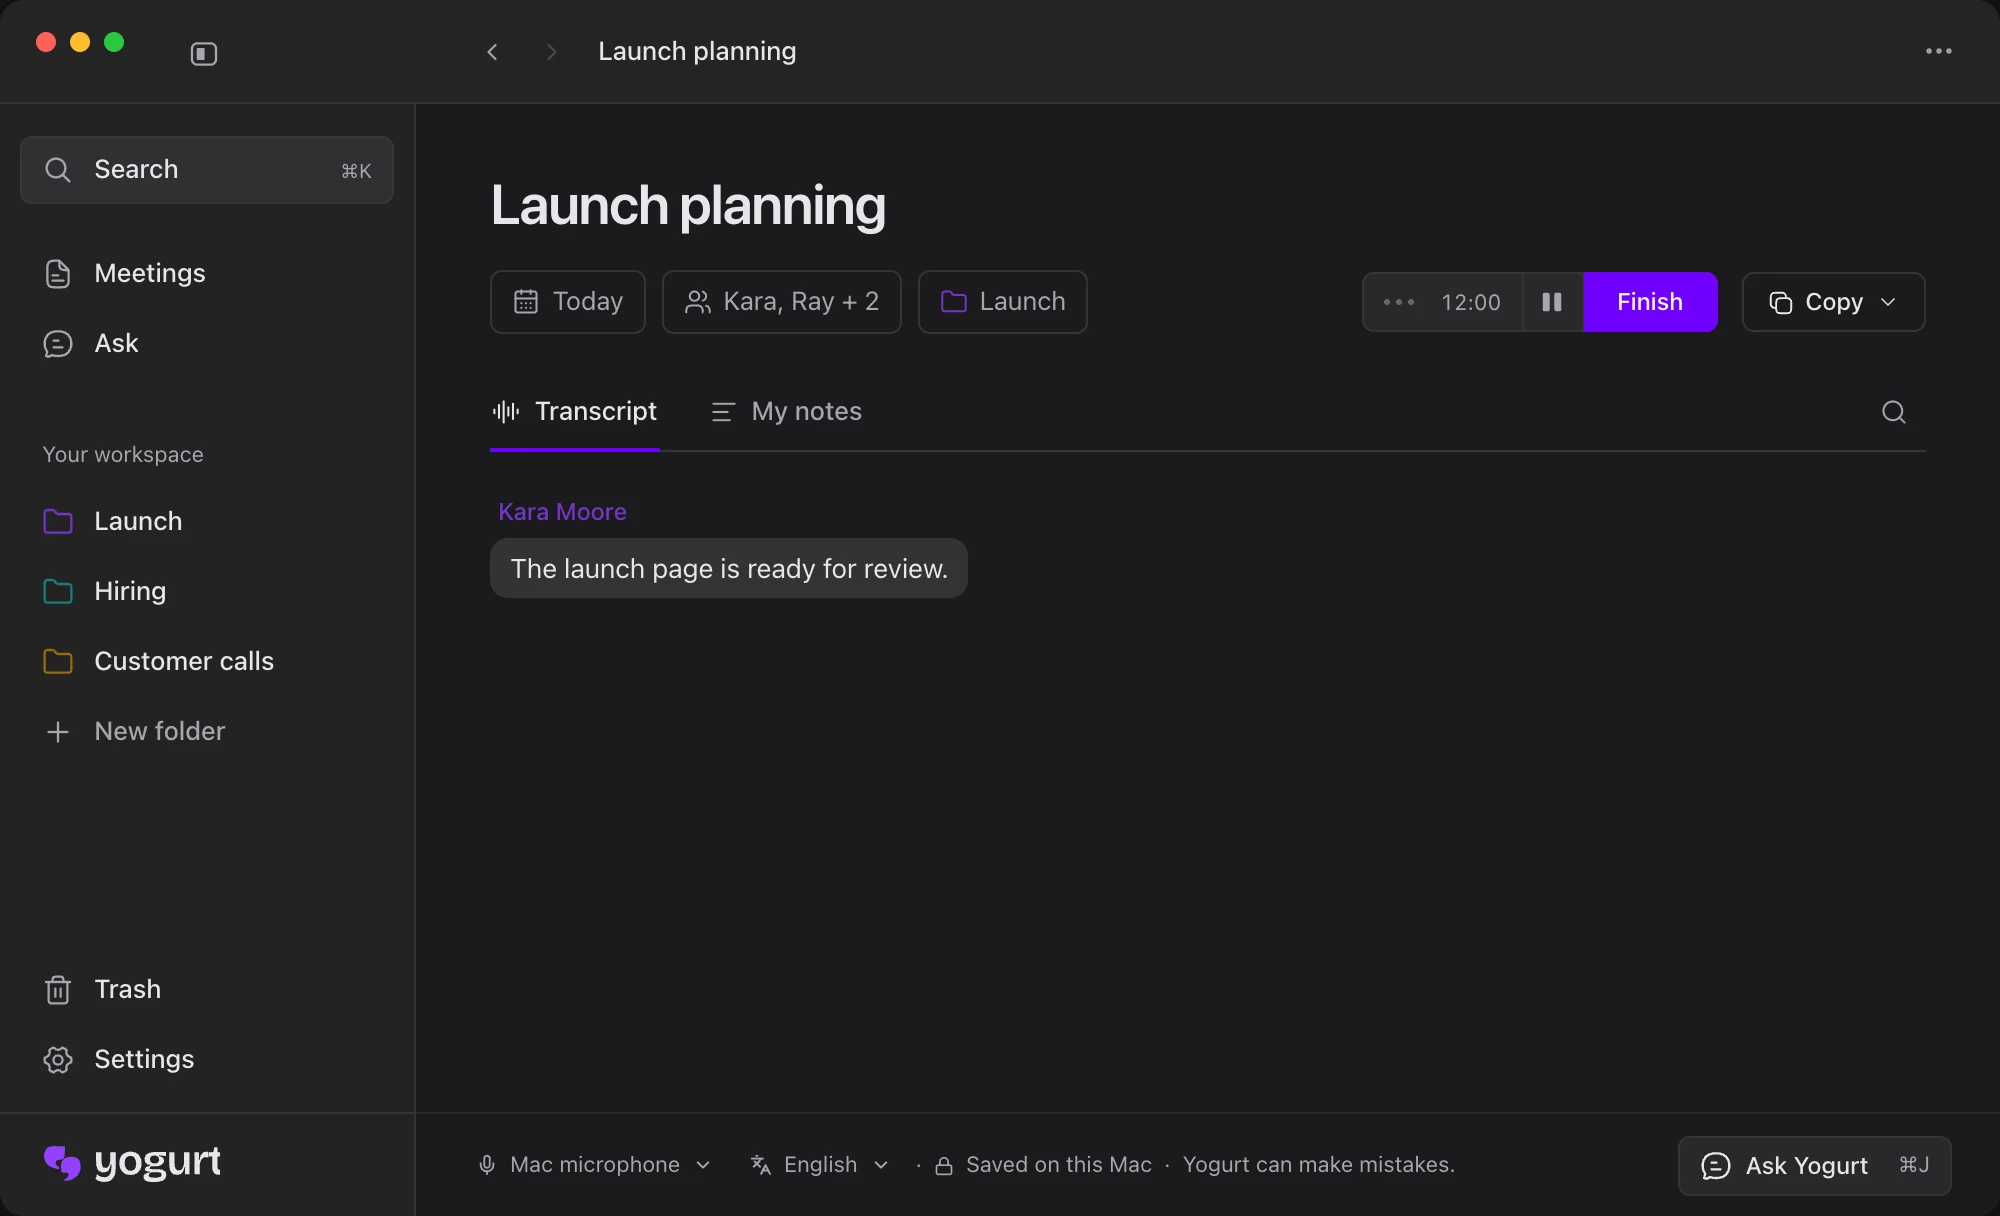 Launch planning
Search ⌘K
Meetings
Ask
Your workspace
Launch
Hiring
Customer calls
New folder
Trash
Settings
yogurt
Launch planning
Today
Kara, Ray + 2
Launch
12:00
Finish
Copy
Transcript
My notes
Kara Moore
The launch page is ready for review.
Mac microphone
English
· Saved on this Mac · Yogurt can make mistakes.
Ask Yogurt ⌘J